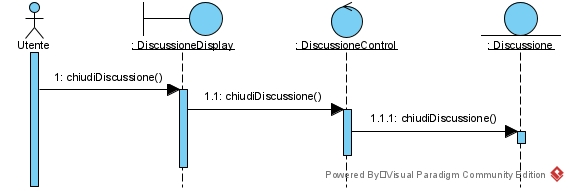 Utente
: DiscussioneDisplay
: DiscussioneControl
: Discussione
1: chiudiDiscussione()
1.1: chiudiDiscussione()
1.1.1: chiudiDiscussione()
Powered By Visual Paradigm Community Edition